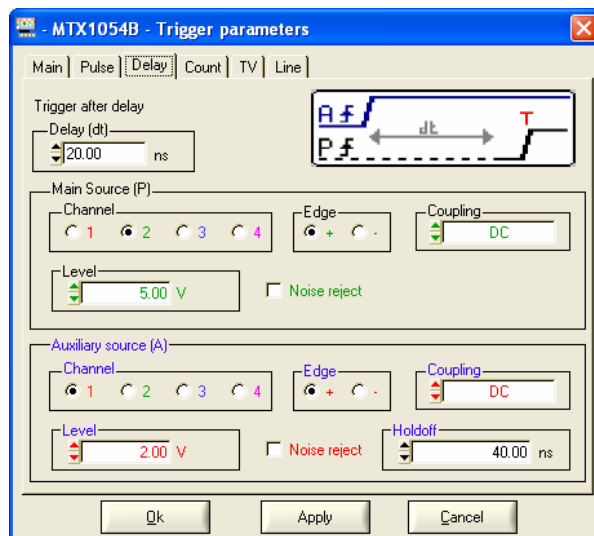 - MTX1054B - Trigger parameters
Main Pulse Delay Count TV Line
Trigger after delay
Delay (dt)
20.00 ns
A dt T
P
Main Source (P)
Channel
1 2 3 4
Edge
+ -
Coupling
DC
Level
5.00 V
Noise reject
Auxiliary source (A)
Channel
1 2 3 4
Edge
+ -
Coupling
DC
Level
2.00 V
Noise reject
Holdoff
40.00 ns
Ok Apply Cancel